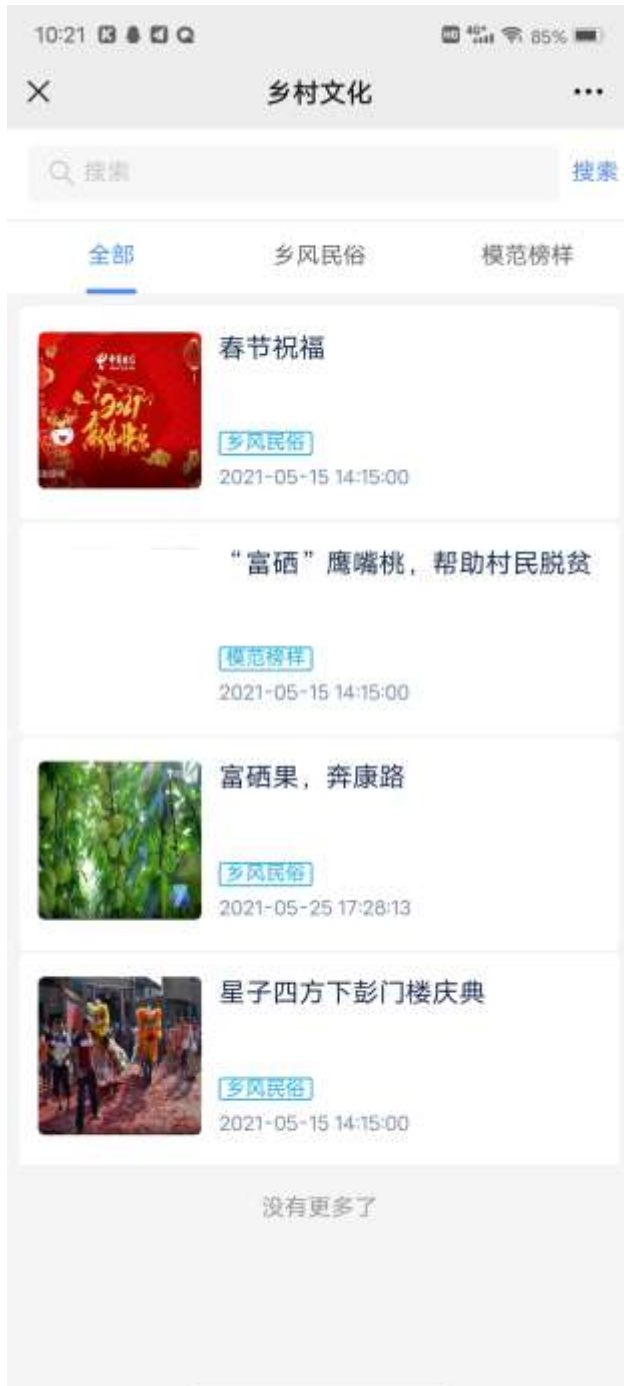 10:21
85%
乡村文化
搜索
搜索
全部 乡风民俗 模范榜样
春节祝福
乡风民俗
2021-05-15 14:15:00
“富硒”鹰嘴桃，帮助村民脱贫
模范榜样
2021-05-15 14:15:00
富硒果，奔康路
乡风民俗
2021-05-25 17:28:13
星子四方下彭门楼庆典
乡风民俗
2021-05-15 14:15:00
没有更多了